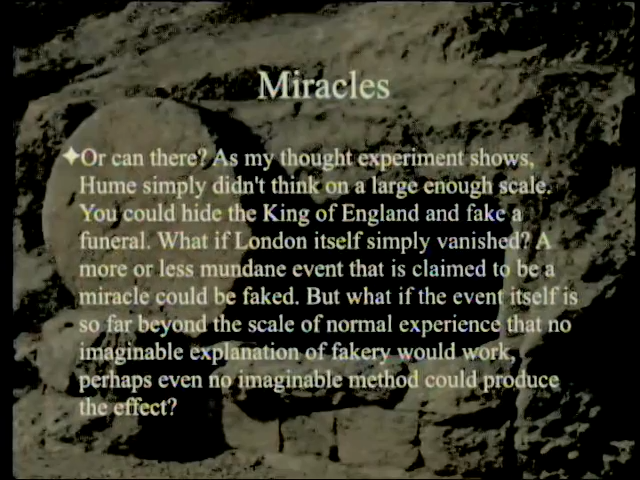 Miracles
✦Or can there? As my thought experiment shows,
Hume simply didn't think on a large enough scale.
You could hide the King of England and fake a
funeral. What if London itself simply vanished? A
more or less mundane event that is claimed to be a
miracle could be faked. But what if the event itself is
so far beyond the scale of normal experience that no
imaginable explanation of fakery would work,
perhaps even no imaginable method could produce
the effect?